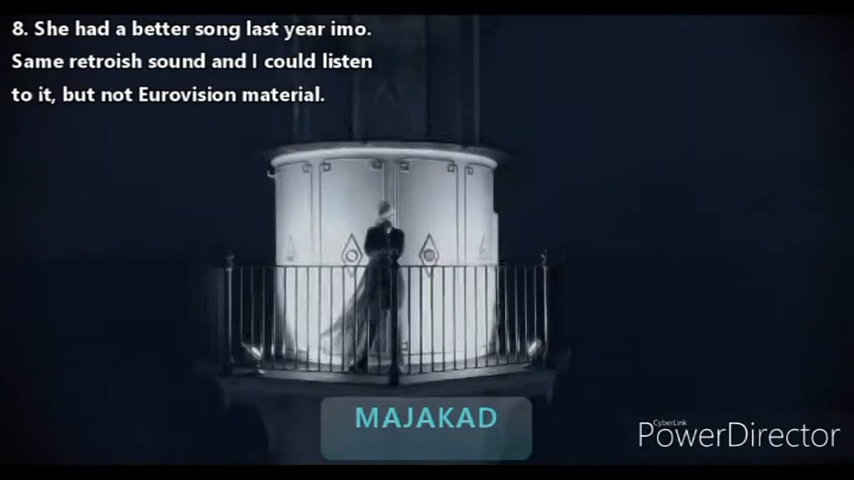 8. She had a better song last year imo.
Same retroish sound and I could listen
to it, but not Eurovision material.
MAJAKAD
CyberLink
PowerDirector